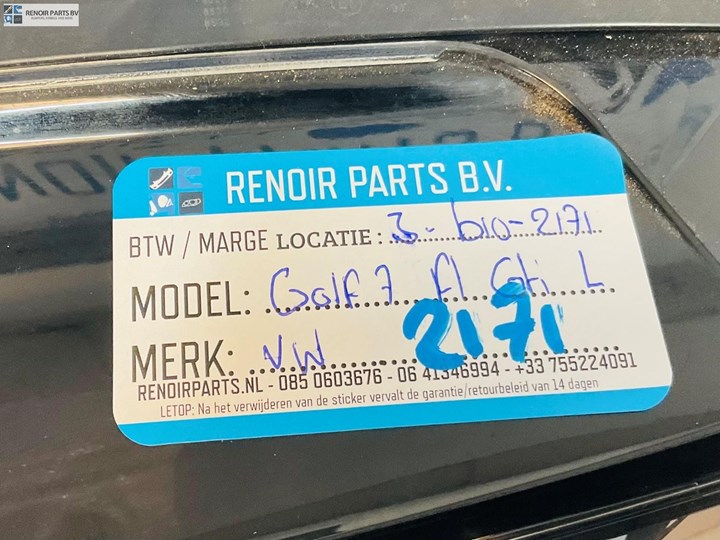 RENOIR PARTS BV
RENOIR PARTS B.V.
BTW / MARGE LOCATIE: 3-b10-2171
MODEL: Golf 7 fl Gti L
2171
MERK: VW
RENOIRPARTS.NL - 085 0603676 - 06 41346994 - +33 755224091
LETOP: Na het verwijderen van de sticker vervalt de garantie/retourbeleid van 14 dagen